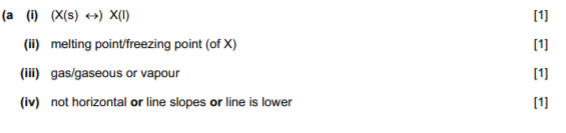 (a (i) (X(s) ↔) X(l) [1]
(ii) melting point/freezing point (of X) [1]
(iii) gas/gaseous or vapour [1]
(iv) not horizontal or line slopes or line is lower [1]